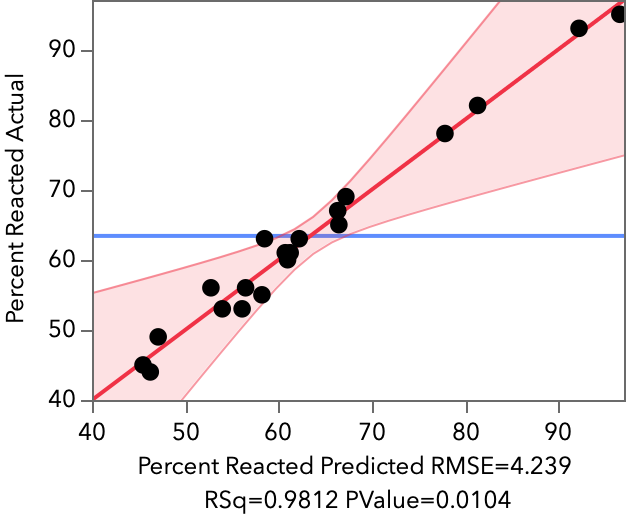 Percent Reacted Actual
90
80
70
60
50
40
40 50 60 70 80 90
Percent Reacted Predicted RMSE=4.239
RSq=0.9812 PValue=0.0104